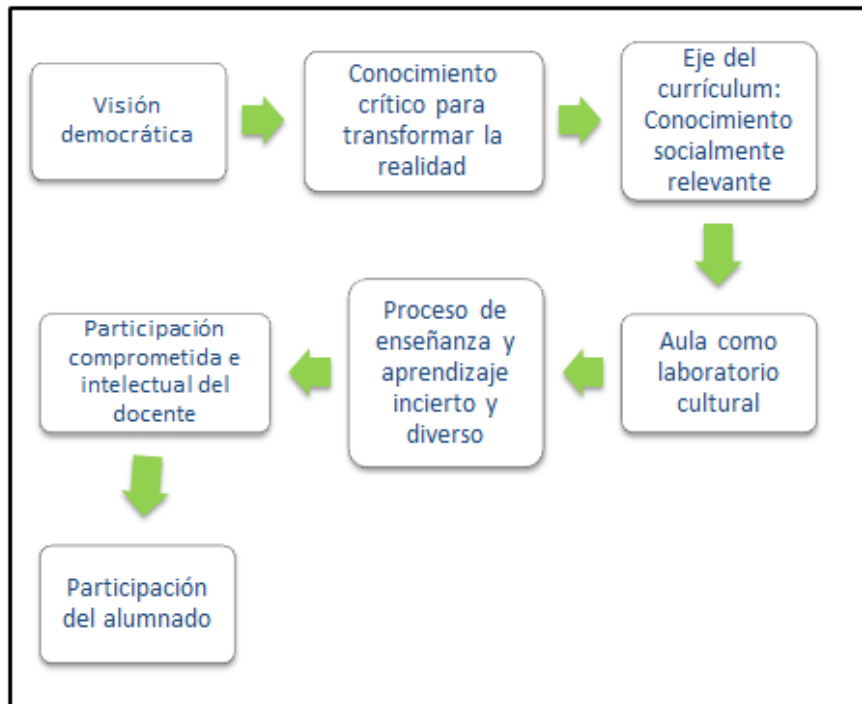 Visión
democrática
Conocimiento
crítico para
transformar la
realidad
Eje del
currículum:
Conocimiento
socialmente
relevante
Aula como
laboratorio
cultural
Proceso de
enseñanza y
aprendizaje
incierto y
diverso
Participación
comprometida e
intelectual del
docente
Participación
del alumnado